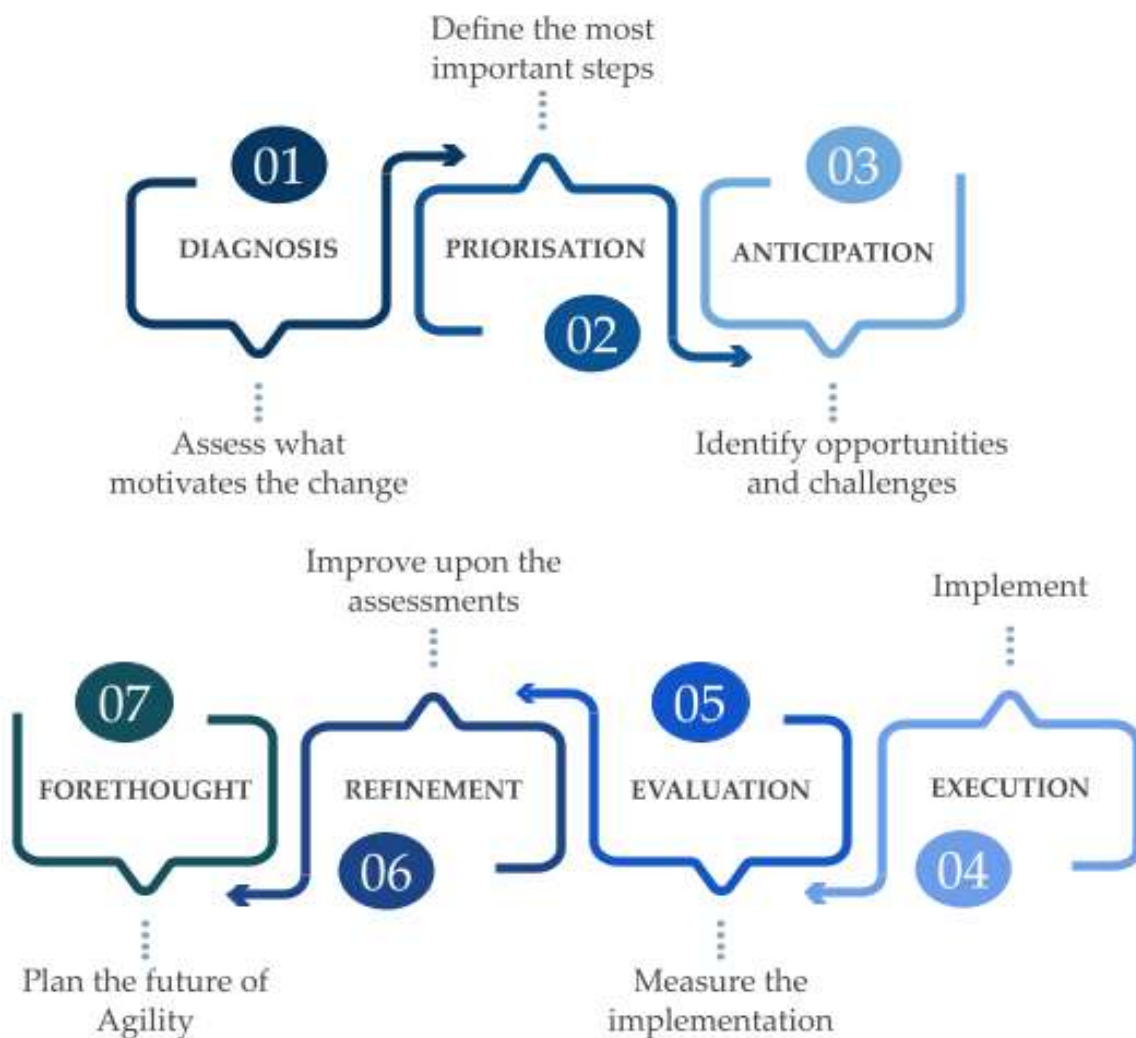 Define the most
important steps
01
DIAGNOSIS
Assess what
motivates the change
PRIORISATION
02
03
ANTICIPATION
Identify opportunities
and challenges
Implement
EXECUTION
04
05
EVALUATION
Measure the
implementation
Improve upon the
assessments
REFINEMENT
06
07
FORETHOUGHT
Plan the future of
Agility